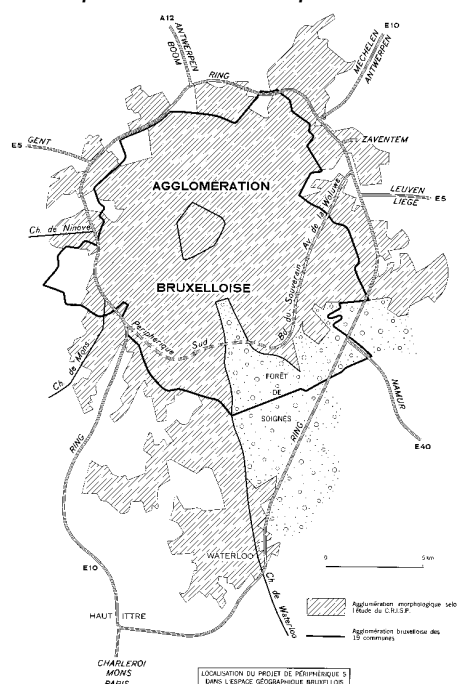 A12
ANTWERPEN
BOOM
E10
MECHELEN
ANTWERPEN
RING
E5 GENT
ZAVENTEM
LEUVEN
LIEGE
E5
AGGLOMÉRATION
Av. de la Woluwe
Ch. de Ninove
BRUXELLOISE
Bd du Souverain
Périphérique Sud
Ch. de Mons
FORÊT
DE
SOIGNES
NAMUR
E40
RING
RING
WATERLOO
0 5 km
E10
Ch. de Waterloo
HAUT ITTRE
Agglomération morphologique selo
l'étude du C.R.I.S.P.
Agglomération bruxelloise des
19 communes
CHARLEROI
MONS
PARIS
LOCALISATION DU PROJET DE PÉRIPHÉRIQUE S
DANS L'ESPACE GÉOGRAPHIQUE BRUXELLOIS